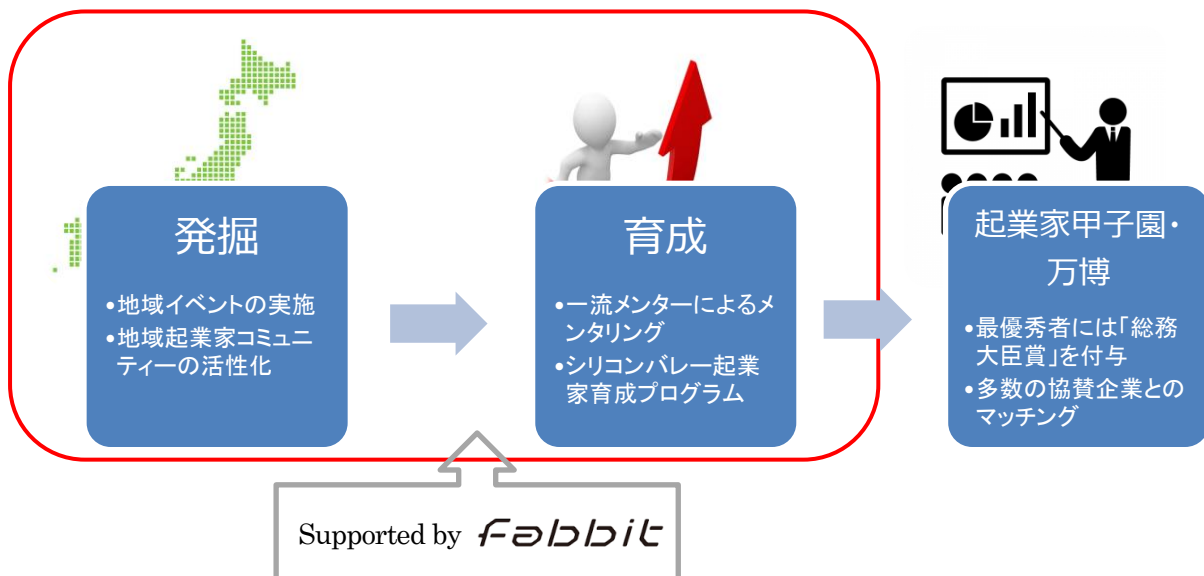 発掘
•地域イベントの実施
•地域起業家コミュニ
ティーの活性化
育成
•一流メンターによるメ
ンタリング
•シリコンバレー起業
家育成プログラム
起業家甲子園・
万博
•最優秀者には「総務
大臣賞」を付与
•多数の協賛企業との
マッチング
Supported by fabbit